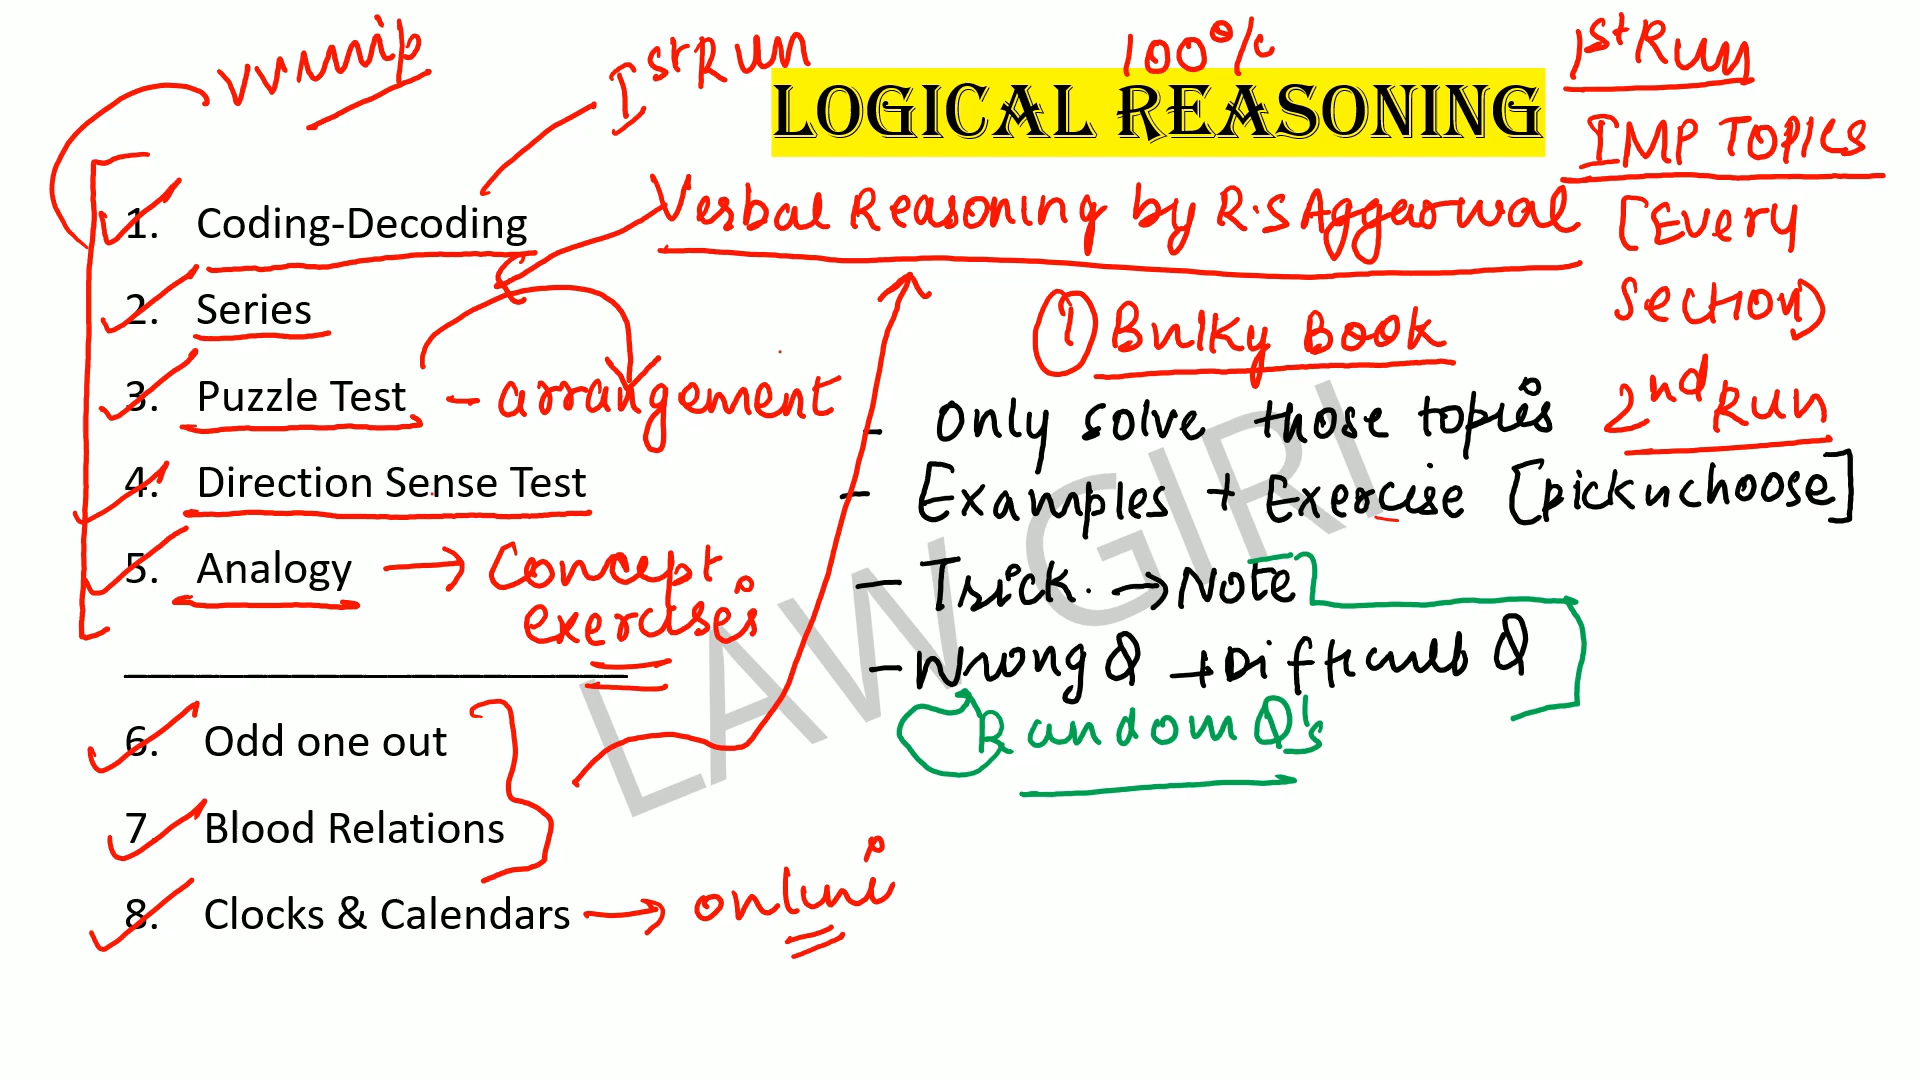 vvvimp
Ist Run
100%
1st Run
LOGICAL REASONING
IMP TOPICS
[Every
Section)
2nd Run
Verbal Reasoning by R.S Aggarwal
1. Coding-Decoding
2. Series
3. Puzzle Test - arrangement
4. Direction Sense Test
5. Analogy → Concept
exercises
6. Odd one out
7. Blood Relations
8. Clocks & Calendars → online
① Bulky Book
- Only solve those topics
- Examples + Exercise [pick n choose]
- Trick. → Note
- Wrong Q + Difficult Q
Random Q's
LAW GIRI